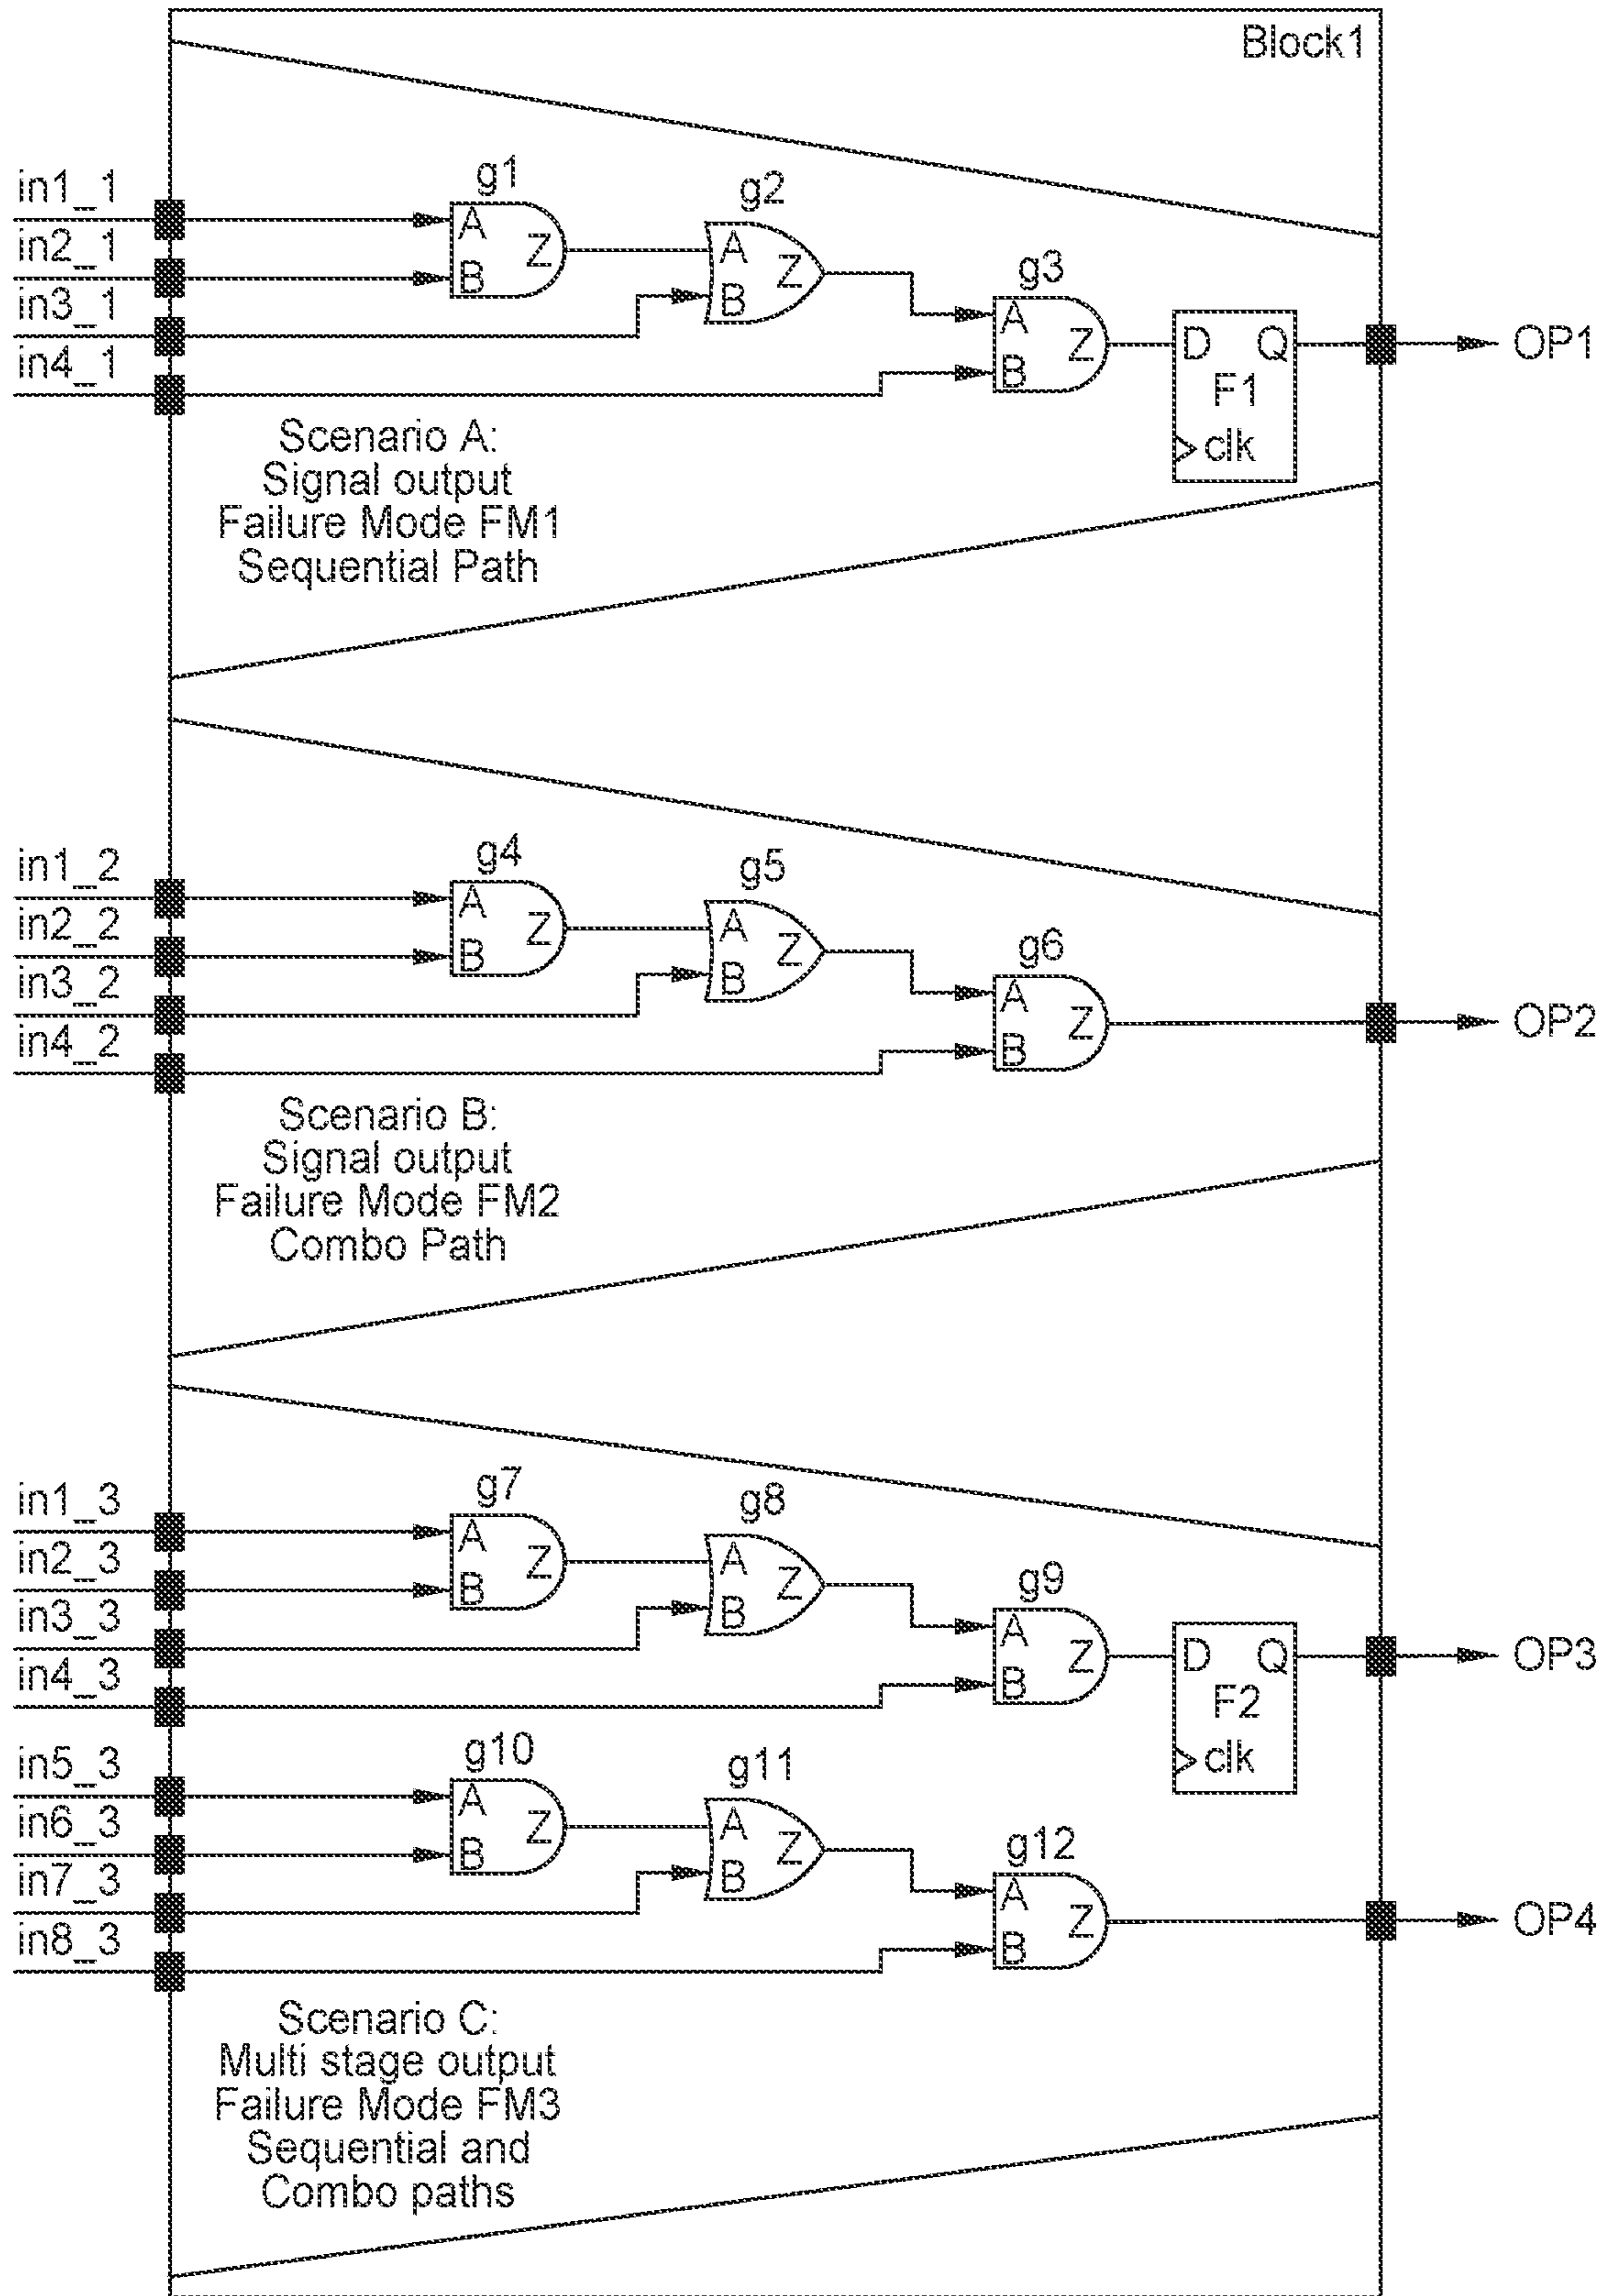 Block1
in1_1
in2_1
in3_1
in4_1
g1
A
B
Z
g2
A
B
Z
g3
A
B
Z
D Q
F1
clk
OP1
Scenario A:
Signal output
Failure Mode FM1
Sequential Path
in1_2
in2_2
in3_2
in4_2
g4
A
B
Z
g5
A
B
Z
g6
A
B
Z
OP2
Scenario B:
Signal output
Failure Mode FM2
Combo Path
in1_3
in2_3
in3_3
in4_3
g7
A
B
Z
g8
A
B
Z
g9
A
B
Z
D Q
F2
clk
OP3
in5_3
in6_3
in7_3
in8_3
g10
A
B
Z
g11
A
B
Z
g12
A
B
Z
OP4
Scenario C:
Multi stage output
Failure Mode FM3
Sequential and
Combo paths